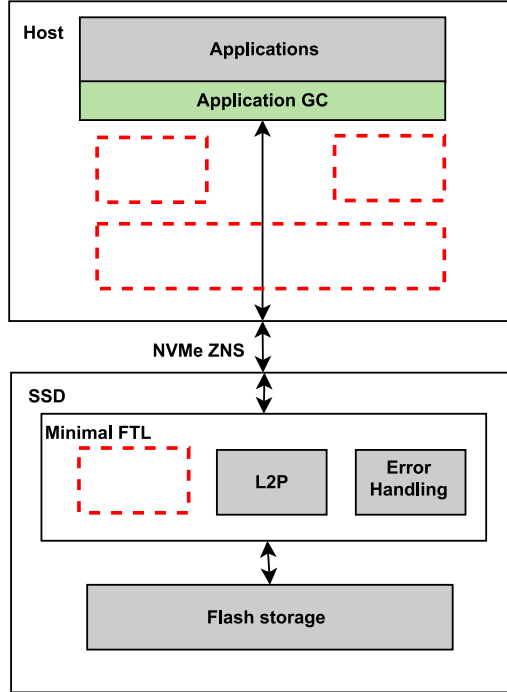 Host
Applications
Application GC
NVMe ZNS
SSD
Minimal FTL
L2P
Error
Handling
Flash storage